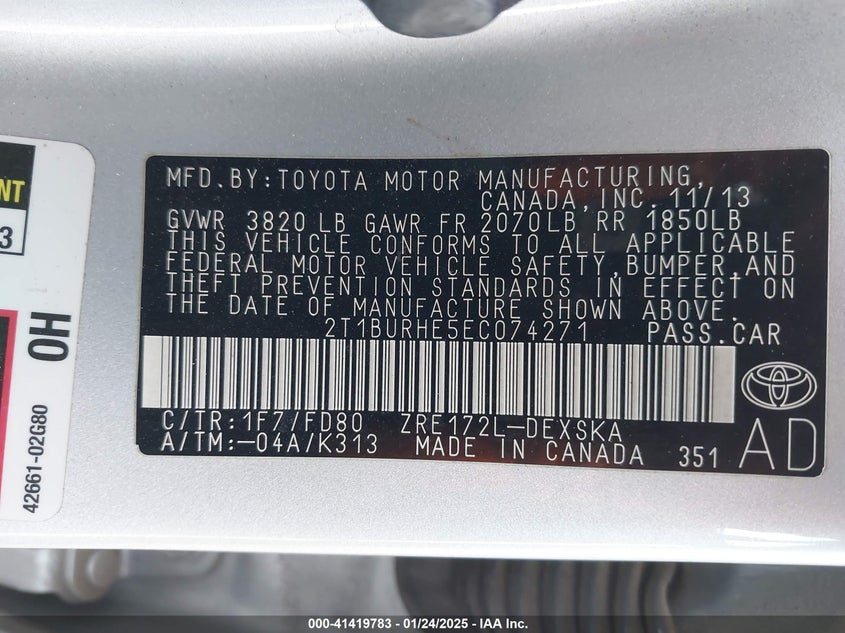 MFD.BY:TOYOTA MOTOR MANUFACTURING,
CANADA,INC. 11/13
GVWR 3820 LB GAWR FR 2070LB RR 1850LB
THIS VEHICLE CONFORMS TO ALL APPLICABLE
FEDERAL MOTOR VEHICLE SAFETY,BUMPER,AND
THEFT PREVENTION STANDARDS IN EFFECT ON
THE DATE OF MANUFACTURE SHOWN ABOVE.
2T1BURHE5EC074271 PASS.CAR
C/TR:1F7/FD80 ZRE172L-DEXSKA
A/TM:-04A/K313 MADE IN CANADA 351
AD
NT
3
OH
42661-02G80
000-41419783 - 01/24/2025 - IAA Inc.